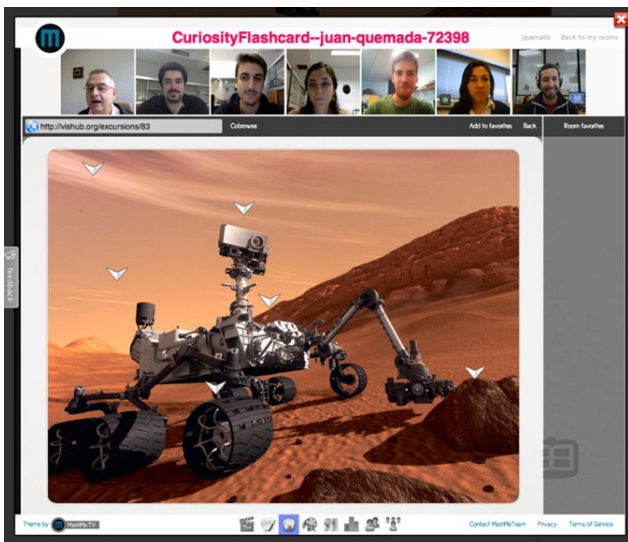 CuriosityFlashcard--juan-quemada-72398
jquemada Back to my rooms
http://vishub.org/excursions/83 Cobrowse Add to favorites Back Room favorites
feedback
Theme by m MashMe.TV Contact MashMeTeam Privacy Terms of Service